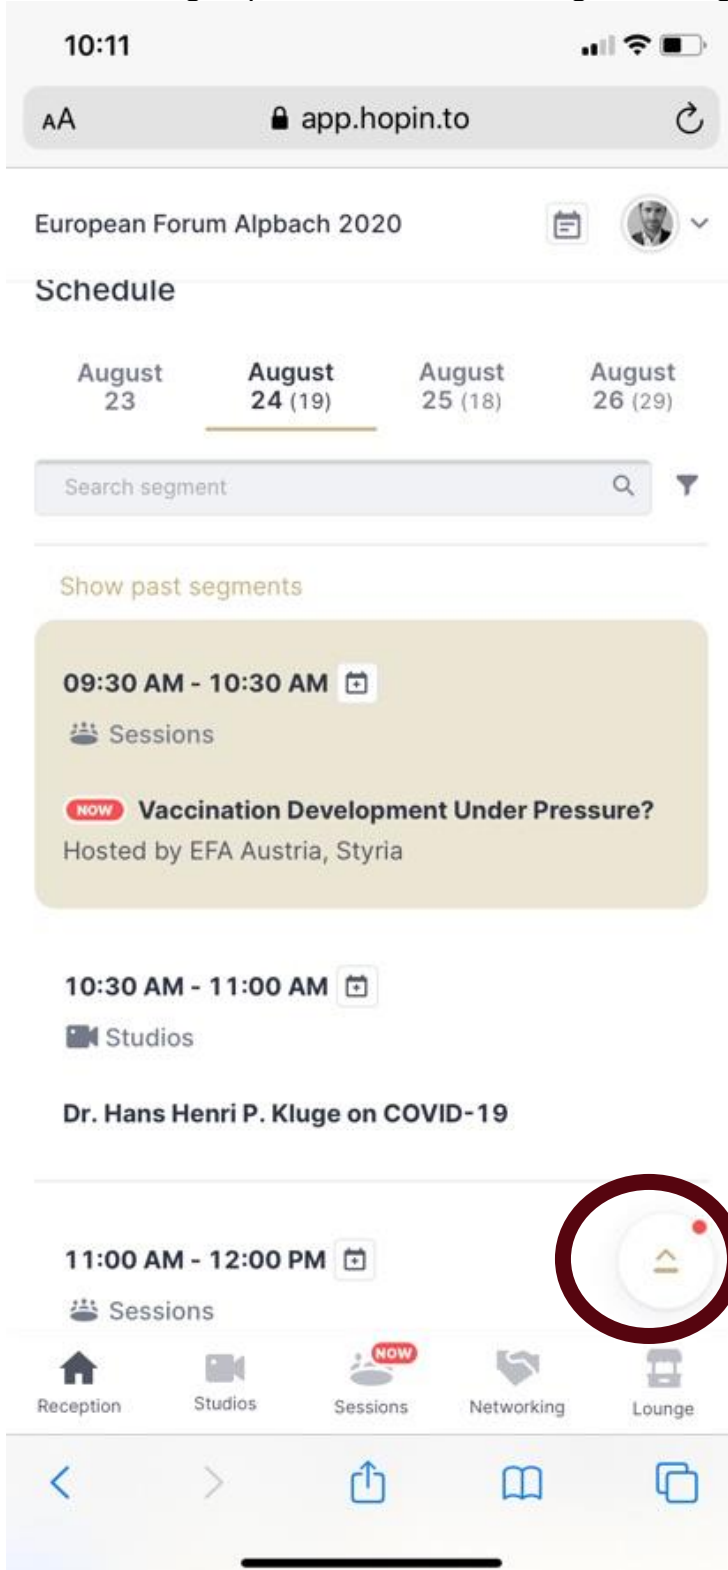 10:11
AA app.hopin.to
European Forum Alpbach 2020
Schedule
August 23
August 24 (19)
August 25 (18)
August 26 (29)
Search segment
Show past segments
09:30 AM - 10:30 AM
Sessions
NOW Vaccination Development Under Pressure?
Hosted by EFA Austria, Styria
10:30 AM - 11:00 AM
Studios
Dr. Hans Henri P. Kluge on COVID-19
11:00 AM - 12:00 PM
Sessions
NOW
Reception Studios Sessions Networking Lounge